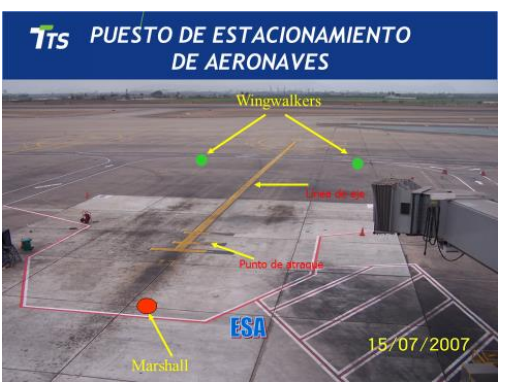 TTS PUESTO DE ESTACIONAMIENTO
DE AERONAVES
Wingwalkers
Línea de eje
Punto de atraque
ESA
15/07/2007
Marshall